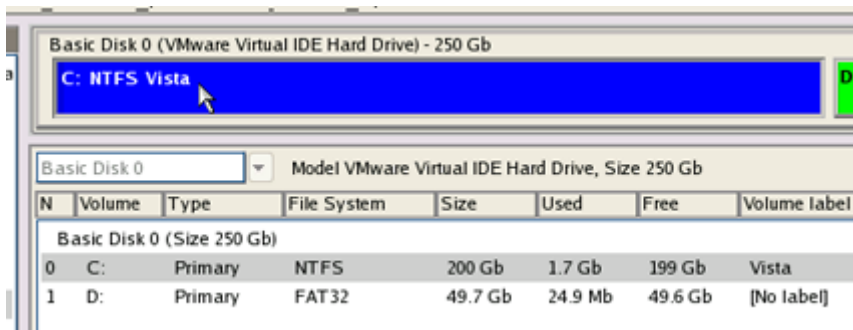 Basic Disk 0 (VMware Virtual IDE Hard Drive) - 250 Gb
C: NTFS Vista
D
Basic Disk 0 Model VMware Virtual IDE Hard Drive, Size 250 Gb
N Volume Type File System Size Used Free Volume label
Basic Disk 0 (Size 250 Gb)
0 C: Primary NTFS 200 Gb 1.7 Gb 199 Gb Vista
1 D: Primary FAT32 49.7 Gb 24.9 Mb 49.6 Gb [No label]